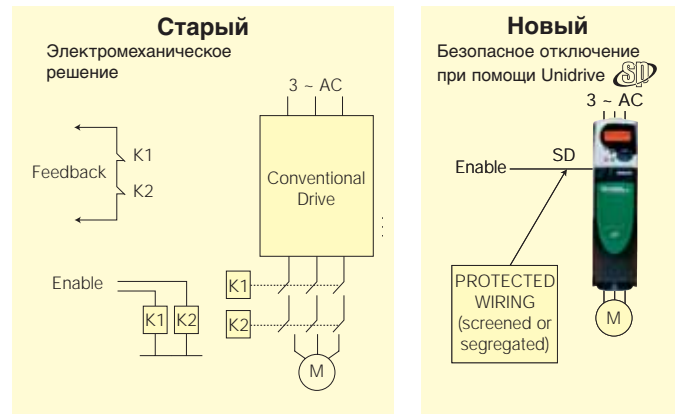 Старый
Электромеханическое
решение
3 ~ AC
K1
Feedback
K2
Conventional
Drive
Enable
K1
K2
K1
K2
M
Новый
Безопасное отключение
при помощи Unidrive SP
3 ~ AC
SD
Enable
PROTECTED
WIRING
(screened or
segregated)
M